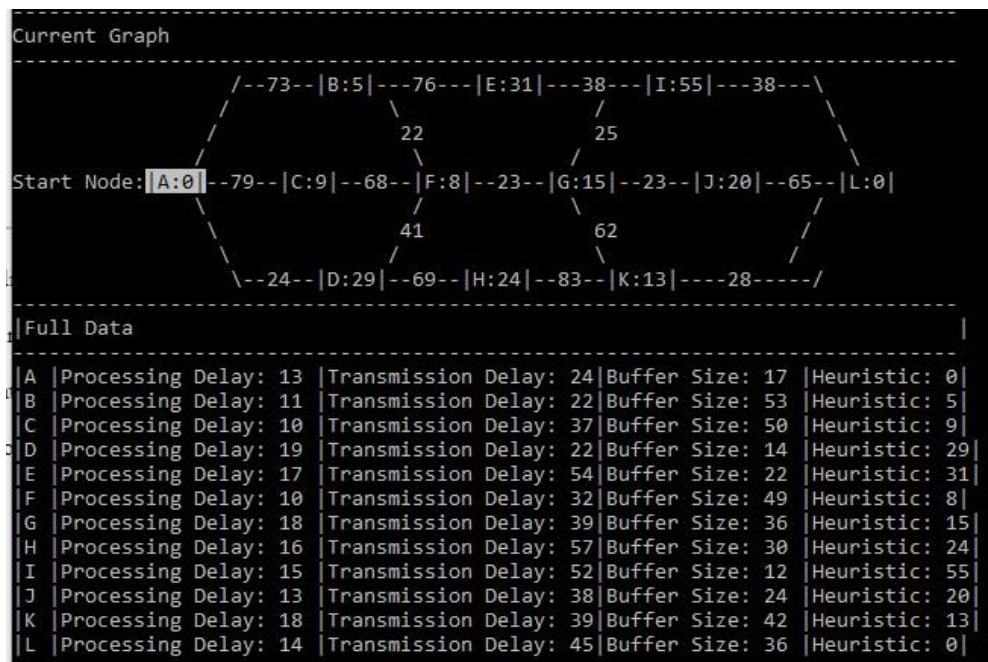 --------------------------------------------------------------------------------
Current Graph
--------------------------------------------------------------------------------
/--73--|B:5|---76---|E:31|---38---|I:55|---38---\
/ \ / \
/ 22 25 \
/ \ / \
Start Node:|A:0|--79--|C:9|--68--|F:8|--23--|G:15|--23--|J:20|--65--|L:0|
\ / \ /
\ 41 62 /
\ / \ /
\--24--|D:29|--69--|H:24|--83--|K:13|----28-----/
--------------------------------------------------------------------------------
|Full Data |
--------------------------------------------------------------------------------
|A |Processing Delay: 13 |Transmission Delay: 24|Buffer Size: 17 |Heuristic: 0|
|B |Processing Delay: 11 |Transmission Delay: 22|Buffer Size: 53 |Heuristic: 5|
|C |Processing Delay: 10 |Transmission Delay: 37|Buffer Size: 50 |Heuristic: 9|
|D |Processing Delay: 19 |Transmission Delay: 22|Buffer Size: 14 |Heuristic: 29|
|E |Processing Delay: 17 |Transmission Delay: 54|Buffer Size: 22 |Heuristic: 31|
|F |Processing Delay: 10 |Transmission Delay: 32|Buffer Size: 49 |Heuristic: 8|
|G |Processing Delay: 18 |Transmission Delay: 39|Buffer Size: 36 |Heuristic: 15|
|H |Processing Delay: 16 |Transmission Delay: 57|Buffer Size: 30 |Heuristic: 24|
|I |Processing Delay: 15 |Transmission Delay: 52|Buffer Size: 12 |Heuristic: 55|
|J |Processing Delay: 13 |Transmission Delay: 38|Buffer Size: 24 |Heuristic: 20|
|K |Processing Delay: 18 |Transmission Delay: 39|Buffer Size: 42 |Heuristic: 13|
|L |Processing Delay: 14 |Transmission Delay: 45|Buffer Size: 36 |Heuristic: 0|